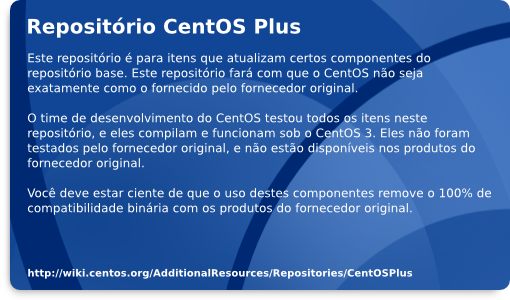 Repositório CentOS Plus
Este repositório é para itens que atualizam certos componentes do
repositório base. Este repositório fará com que o CentOS não seja
exatamente como o fornecido pelo fornecedor original.
O time de desenvolvimento do CentOS testou todos os itens neste
repositório, e eles compilam e funcionam sob o CentOS 3. Eles não foram
testados pelo fornecedor original, e não estão disponíveis nos produtos do
fornecedor original.
Você deve estar ciente de que o uso destes componentes remove o 100% de
compatibilidade binária com os produtos do fornecedor original.
http://wiki.centos.org/AdditionalResources/Repositories/CentOSPlus